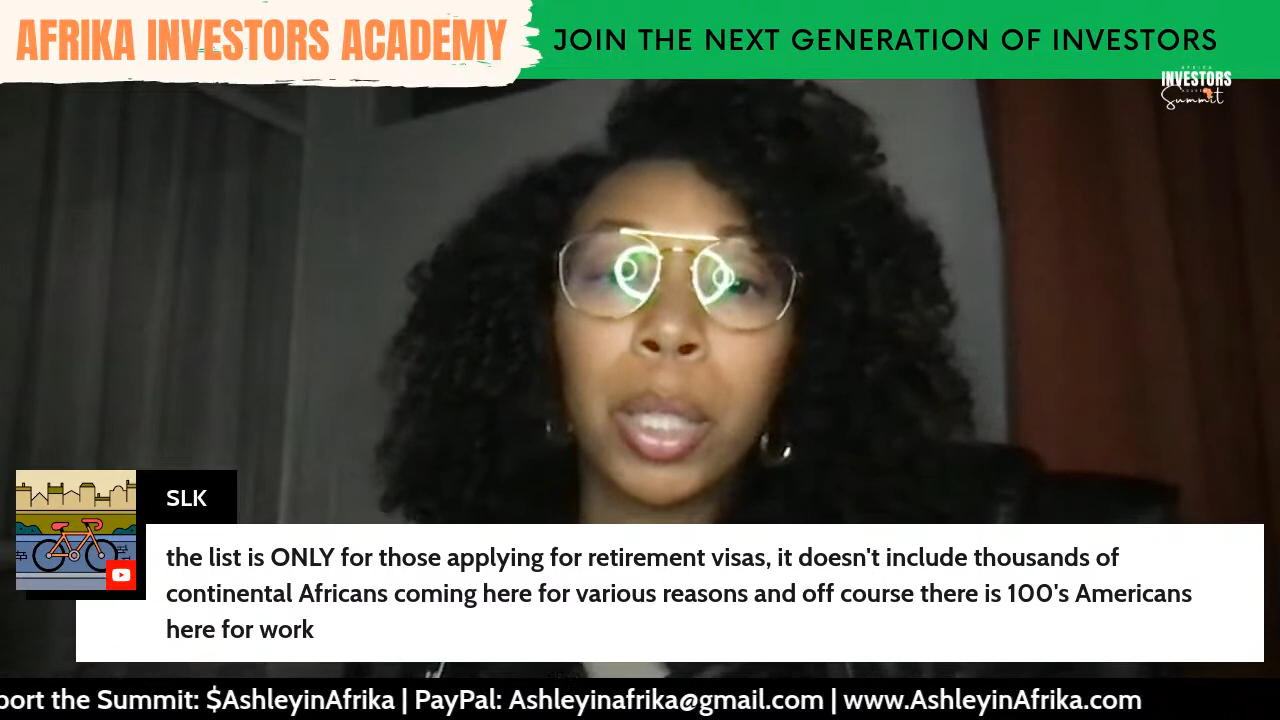 AFRIKA INVESTORS ACADEMY
JOIN THE NEXT GENERATION OF INVESTORS
AFRIKA
INVESTORS
Summit
SLK
the list is ONLY for those applying for retirement visas, it doesn't include thousands of
continental Africans coming here for various reasons and off course there is 100's Americans
here for work
port the Summit: $AshleyinAfrika | PayPal: Ashleyinafrika@gmail.com | www.AshleyinAfrika.com